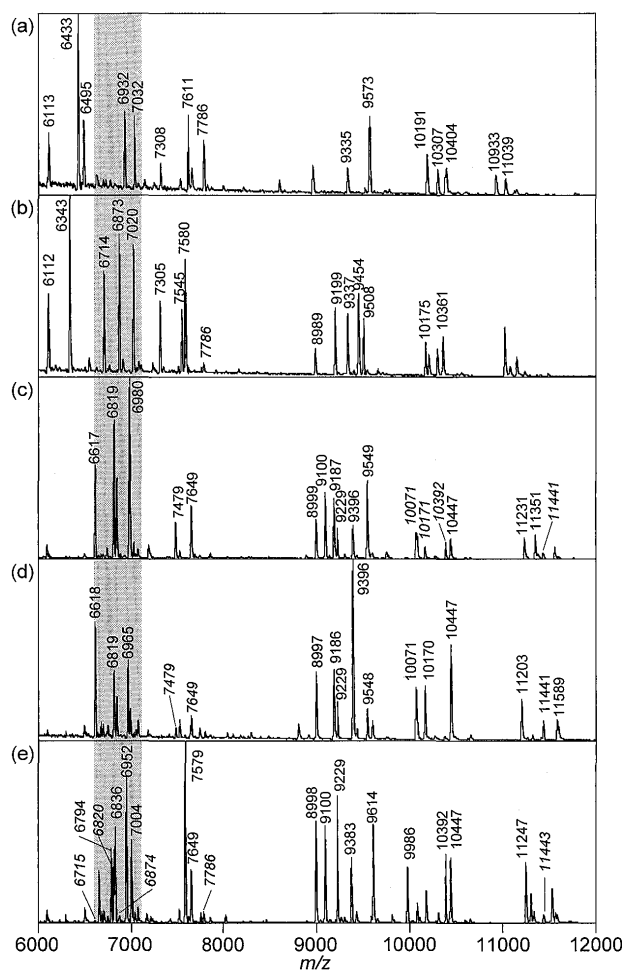 (a) 6113 6433 6495 6932 7032 7308 7611 7786 9335 9573 10191 10307 10404 10933 11039
(b) 6112 6343 6714 6873 7020 7305 7545 7580 7786 8989 9199 9337 9454 9508 10175 10361
(c) 6617 6819 6980 7479 7649 8999 9100 9187 9229 9396 9549 10071 10171 10392 10447 11231 11351 11441
(d) 6618 6819 6965 7479 7649 8997 9186 9229 9396 9548 10071 10170 10447 11203 11441 11589
(e) 6715 6794 6820 6836 6952 7004 6874 7579 7649 7786 8998 9100 9229 9383 9614 9986 10392 10447 11247 11443
6000 7000 8000 9000 10000 11000 12000
m/z